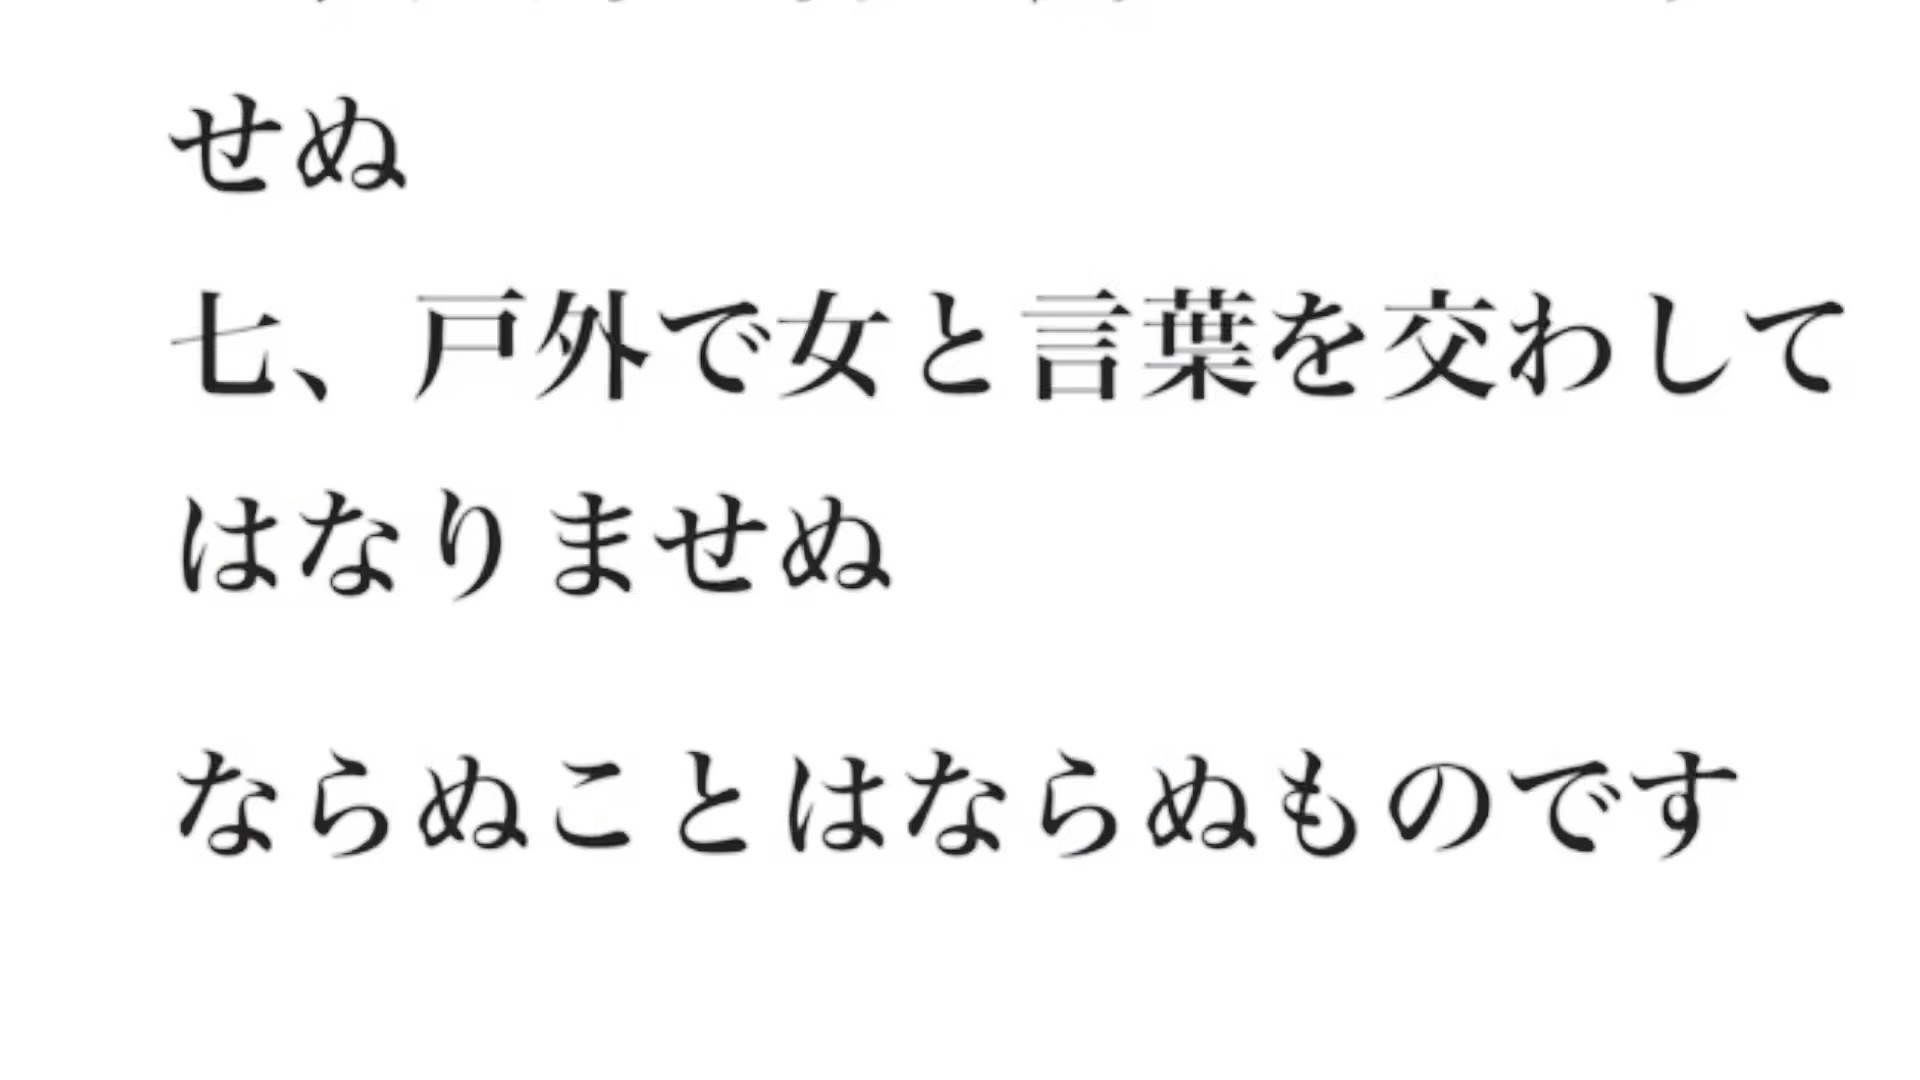 せぬ
七、戸外で女と言葉を交わして
はなりませぬ
ならぬことはならぬものです